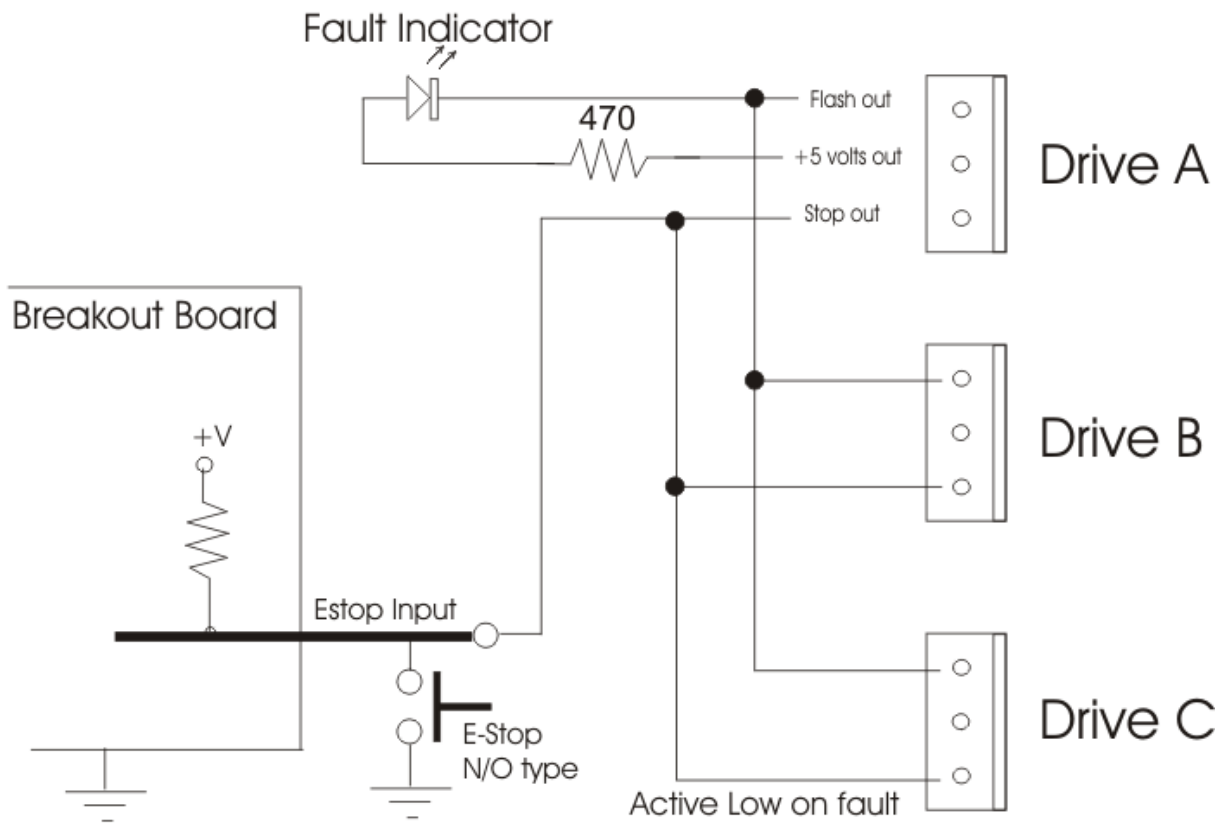 Fault Indicator
Flash out
470
+5 volts out
Drive A
Stop out
Breakout Board
Drive B
+V
Estop Input
E-Stop
N/O type
Drive C
Active Low on fault